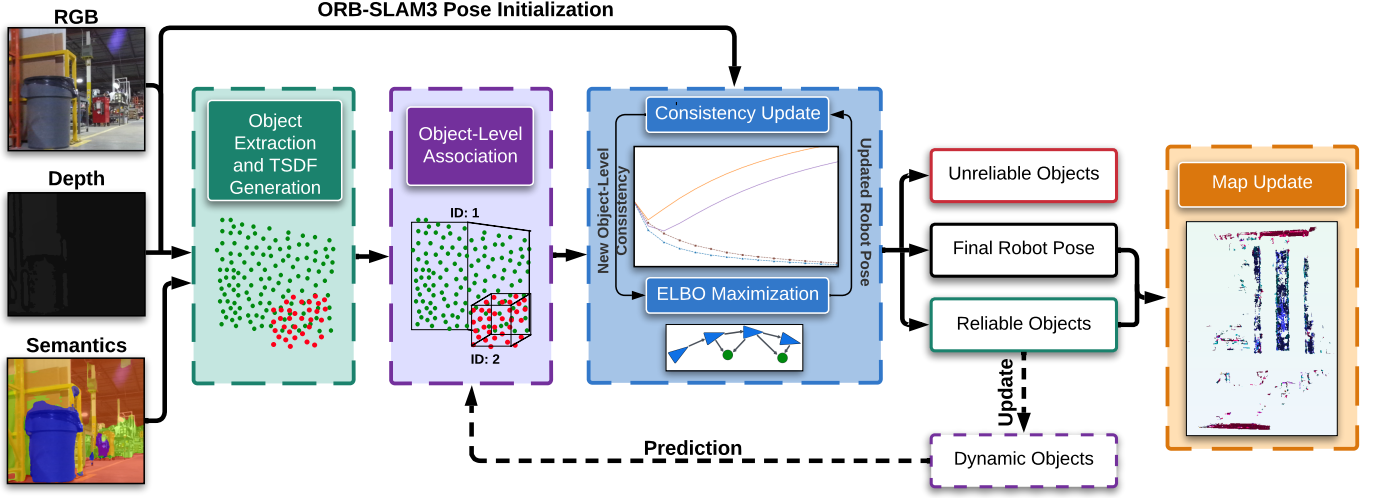 ORB-SLAM3 Pose Initialization
RGB
Depth
Semantics
Object
Extraction
and TSDF
Generation
Object-Level
Association
ID: 1
ID: 2
Consistency Update
New Object-Level
Consistency
Updated Robot Pose
ELBO Maximization
Unreliable Objects
Final Robot Pose
Reliable Objects
Update
Dynamic Objects
Prediction
Map Update